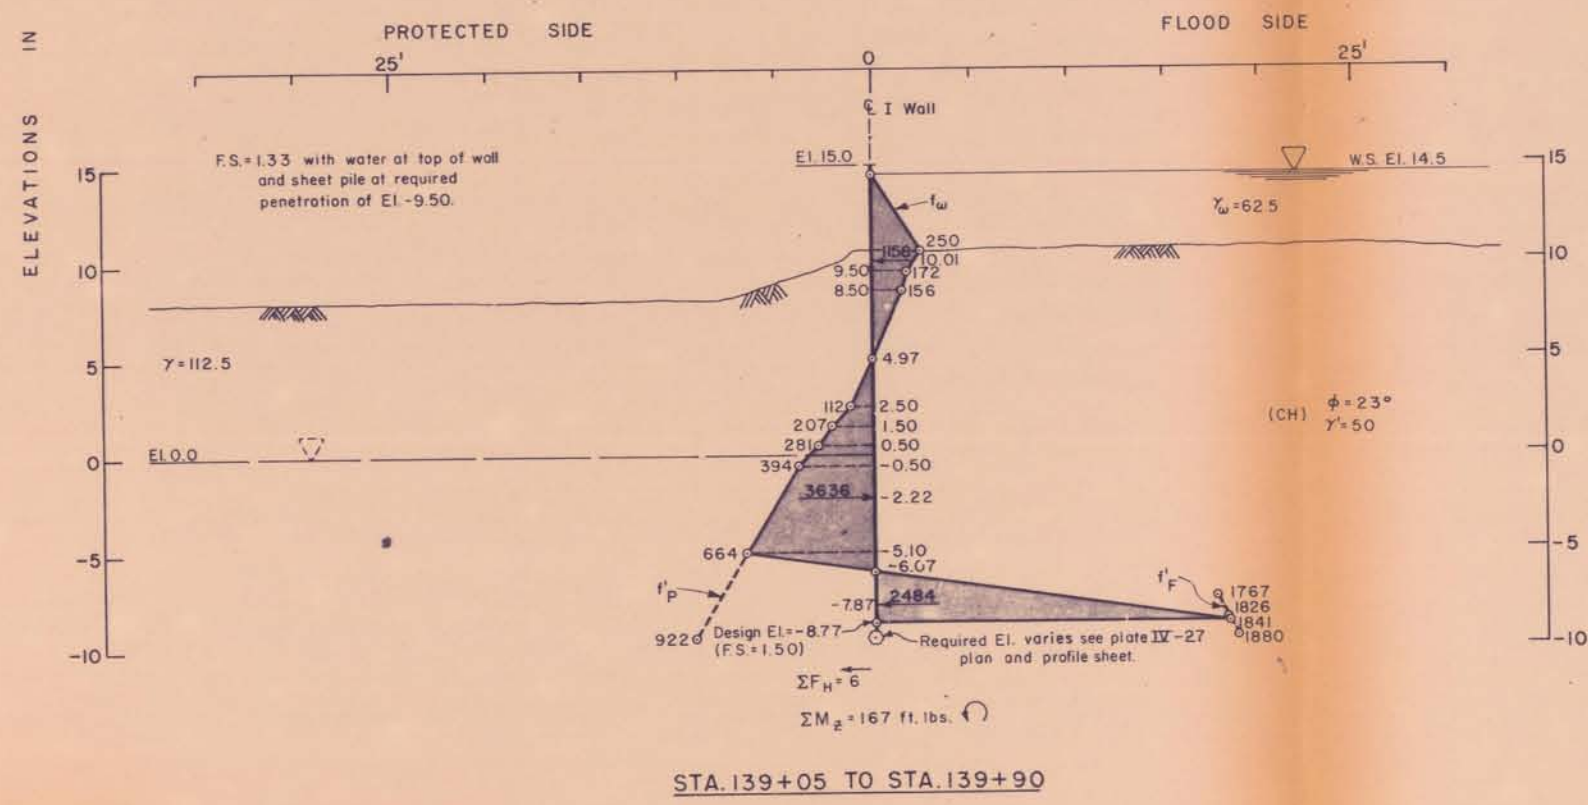 ELEVATIONS IN
PROTECTED SIDE
FLOOD SIDE
25'
0
25'
℄ I Wall
F.S.=1.33 with water at top of wall
and sheet pile at required
penetration of El.-9.50.
El.15.0
W.S. El.14.5
15
10
5
0
-5
-10
15
10
5
0
-5
-10
fω
γω=62.5
250
1156
10.01
9.50
172
8.50
156
4.97
γ=112.5
112
2.50
207
1.50
281
0.50
394
-0.50
El.0.0
(CH) φ=23°
γ'=50
3636
-2.22
664
-5.10
-6.07
f'P
f'F
1767
1826
1841
1880
-7.87
2484
922
Design El.=-8.77
(F.S.=1.50)
Required El. varies see plate IV-27
plan and profile sheet.
ΣFH=6
ΣMz=167 ft. lbs.
STA.139+05 TO STA.139+90